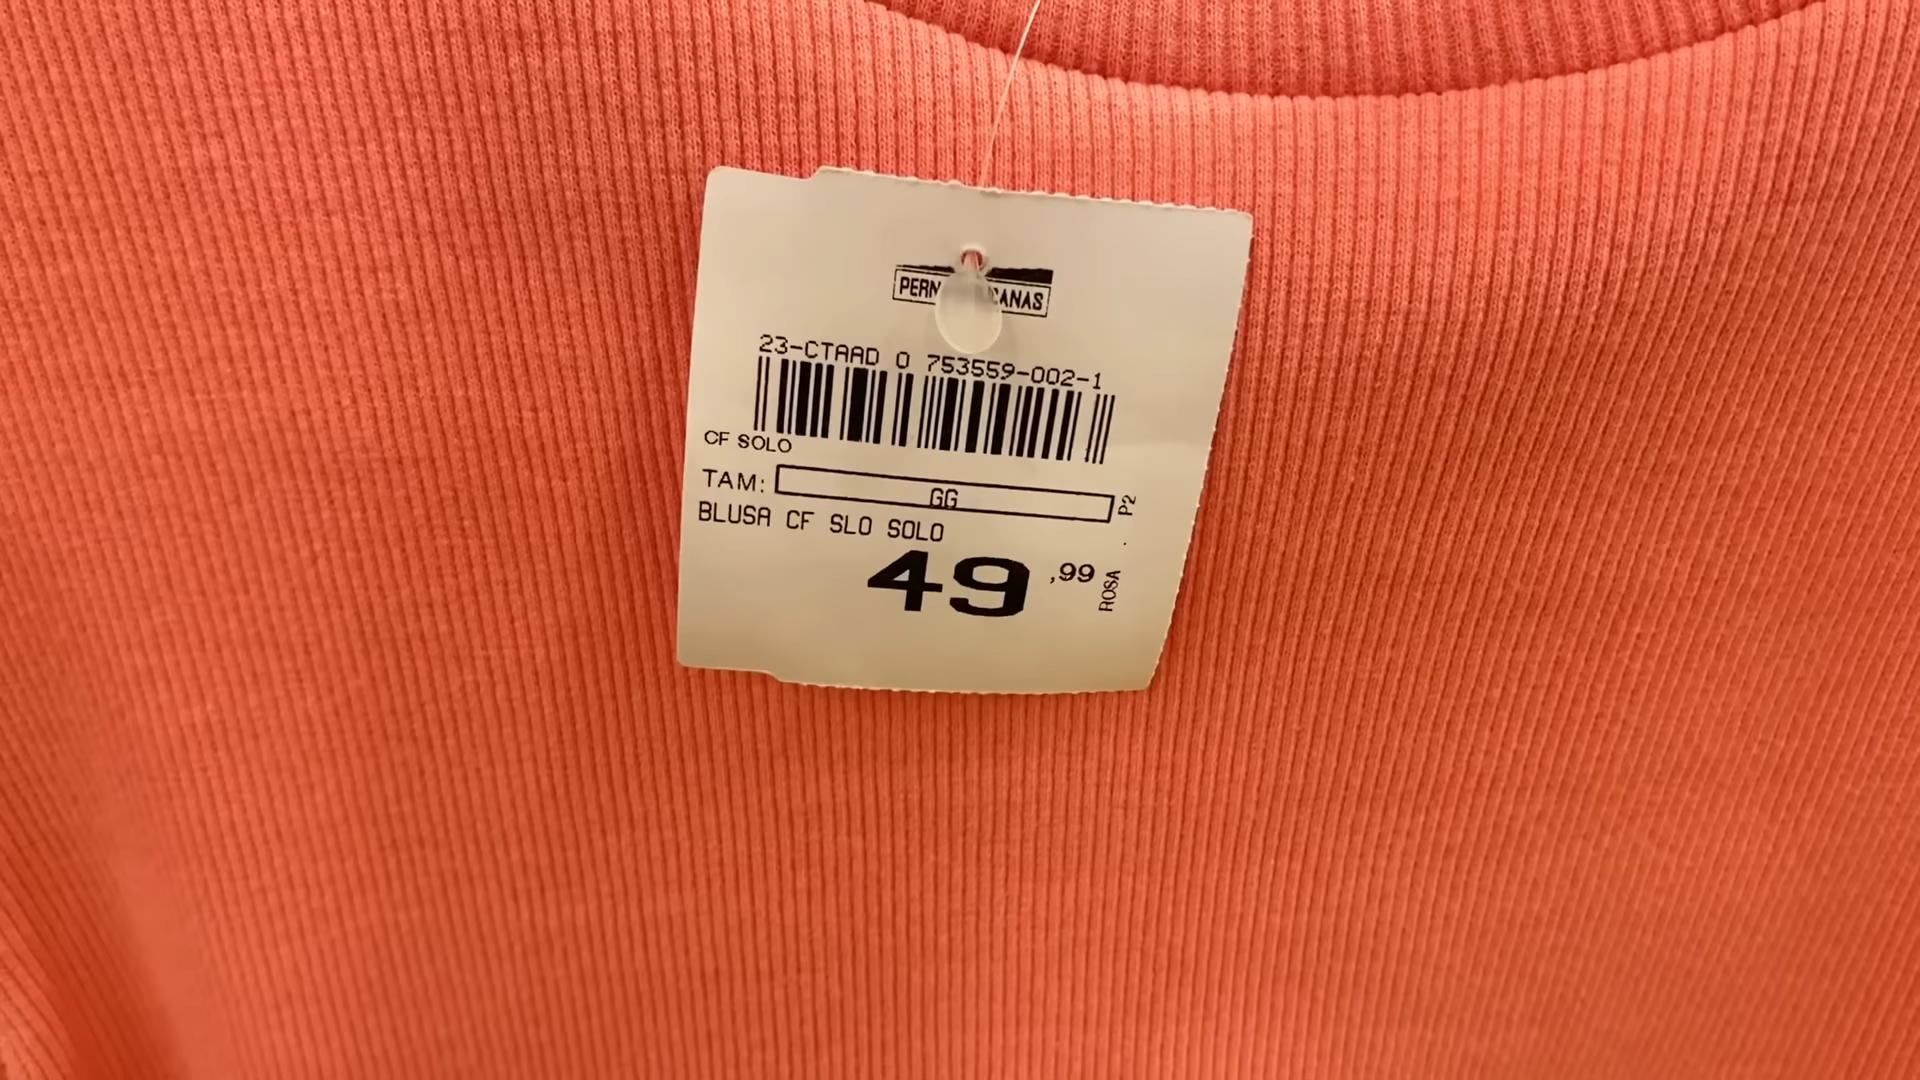 23-CTAAD 0 753559-002-1
CF SOLO
TAM: GG
P2
BLUSA CF SLO SOLO
49,99
ROSA